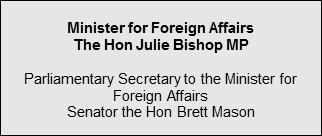 Minister for Foreign Affairs
The Hon Julie Bishop MP
Parliamentary Secretary to the Minister for
Foreign Affairs
Senator the Hon Brett Mason